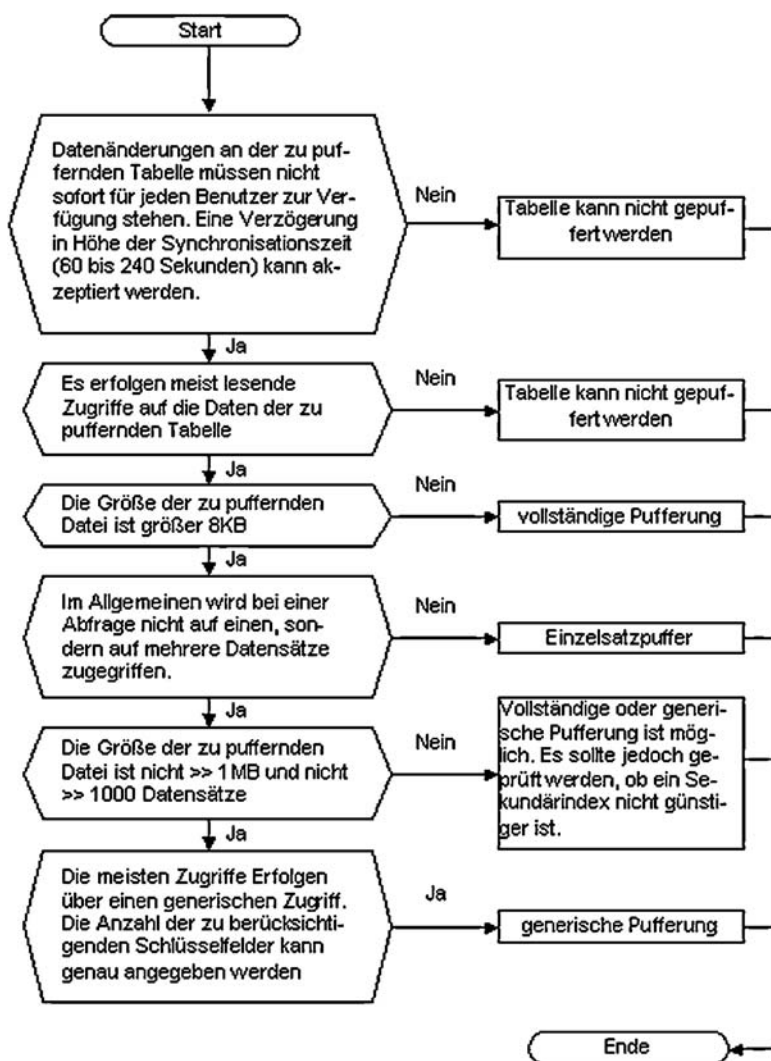 Start
Datenänderungen an der zu puf-
fernden Tabelle müssen nicht
sofort für jeden Benutzer zur Ver-
fügung stehen. Eine Verzögerung
in Höhe der Synchronisationszeit
(60 bis 240 Sekunden) kann ak-
zeptiert werden.
Nein
Tabelle kann nicht gepuf-
fert werden
Ja
Es erfolgen meist lesende
Zugriffe auf die Daten der zu
puffernden Tabelle
Nein
Tabelle kann nicht gepuf-
fert werden
Ja
Die Größe der zu puffernden
Datei ist größer 8KB
Nein
vollständige Pufferung
Ja
Im Allgemeinen wird bei einer
Abfrage nicht auf einen, son-
dern auf mehrere Datensätze
zugegriffen.
Nein
Einzelsatzpuffer
Ja
Die Größe der zu puffernden
Datei ist nicht >> 1 MB und nicht
>> 1000 Datensätze
Nein
Vollständige oder generi-
sche Pufferung ist mög-
lich. Es sollte jedoch ge-
prüft werden, ob ein Se-
kundärindex nicht günsti-
ger ist.
Ja
Die meisten Zugriffe Erfolgen
über einen generischen Zugriff.
Die Anzahl der zu berücksichti-
genden Schlüsselfelder kann
genau angegeben werden
Ja
generische Pufferung
Ende